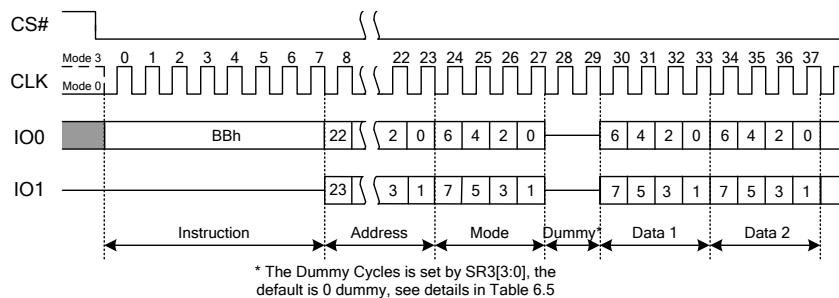 CS#
Mode 3 0 1 2 3 4 5 6 7 8 22 23 24 25 26 27 28 29 30 31 32 33 34 35 36 37
CLK
Mode 0
IO0 BBh 22 2 0 6 4 2 0 6 4 2 0 6 4 2 0
IO1 23 3 1 7 5 3 1 7 5 3 1 7 5 3 1
Instruction Address Mode Dummy* Data 1 Data 2
* The Dummy Cycles is set by SR3[3:0], the
default is 0 dummy, see details in Table 6.5